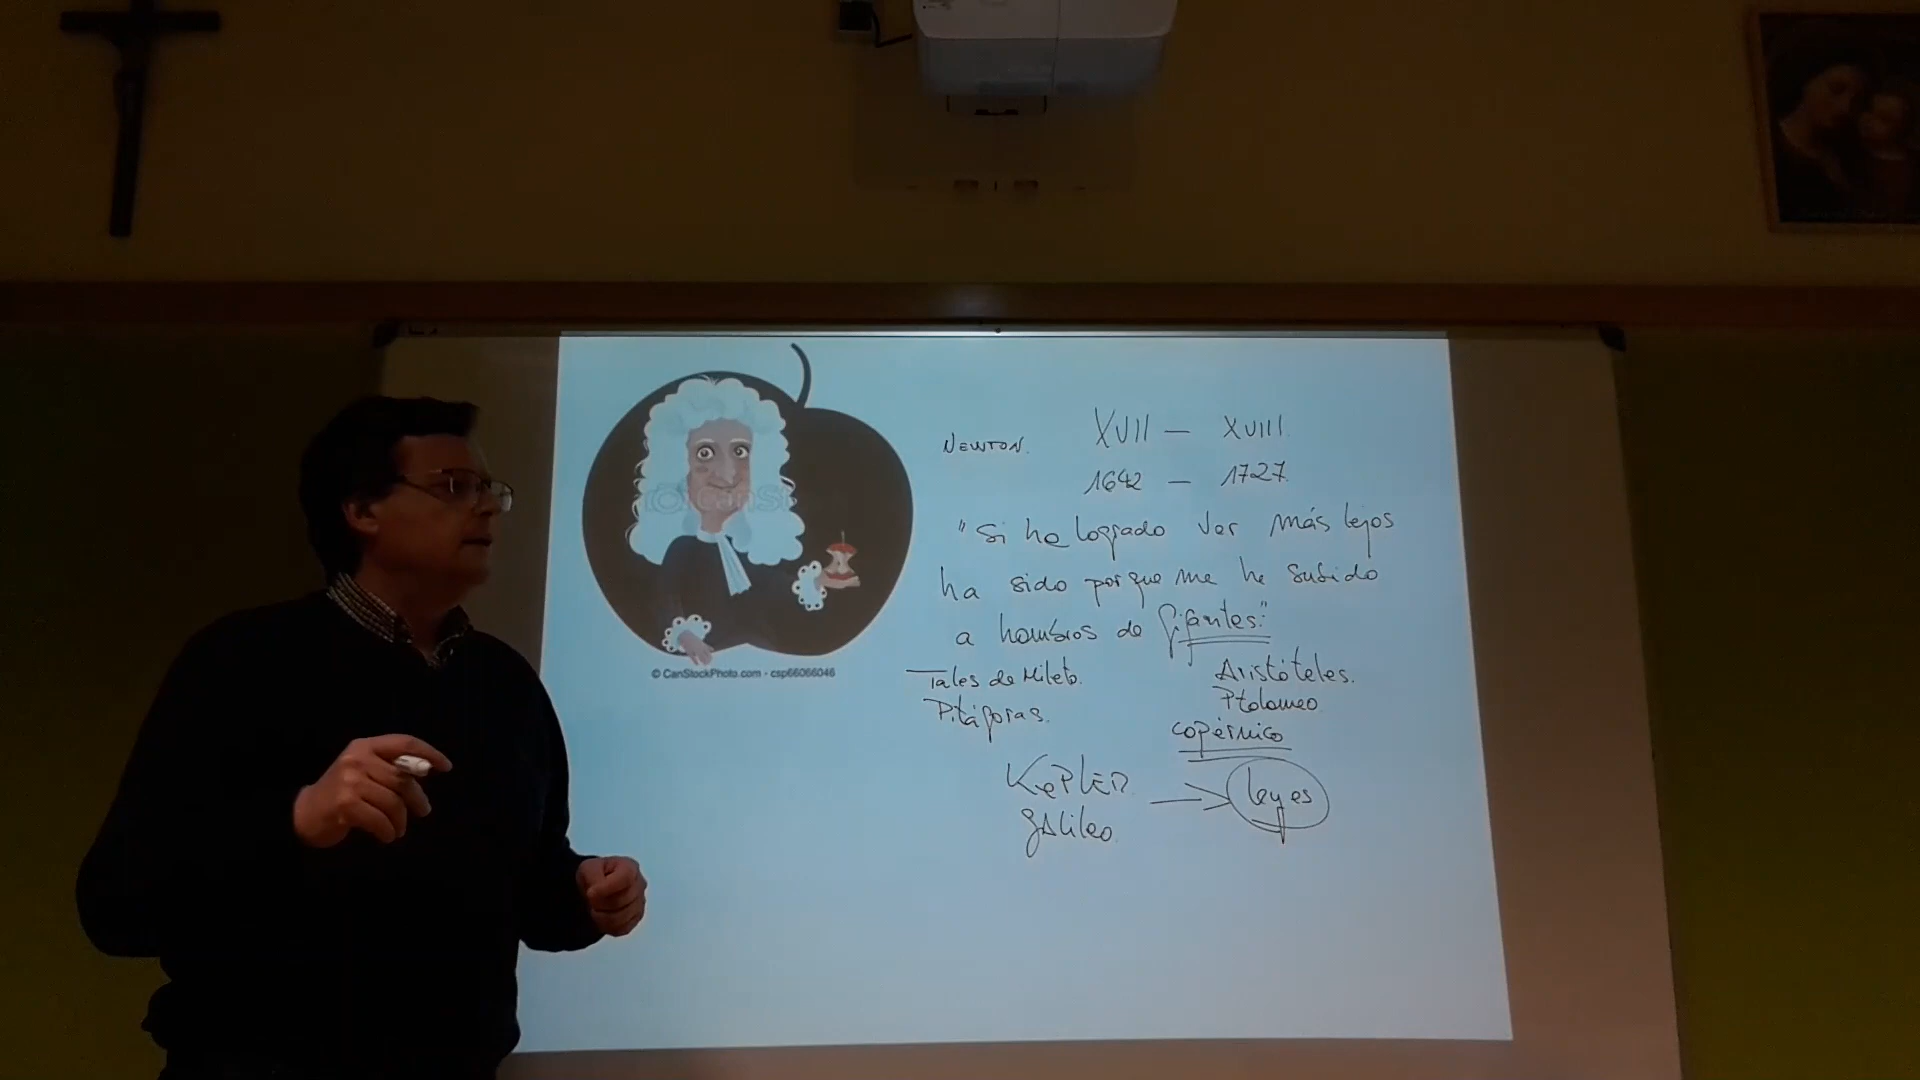 NEWTON. XVII — XVIII.
1642 — 1727.
"Si he logrado ver más lejos
ha sido porque me he subido
a hombros de gigantes."
Tales de Mileto. Aristóteles.
Pitágoras. Ptolomeo
copérnico
KePlER → leyes
gAlileo.
CanSt
© CanStockPhoto.com - csp66066046